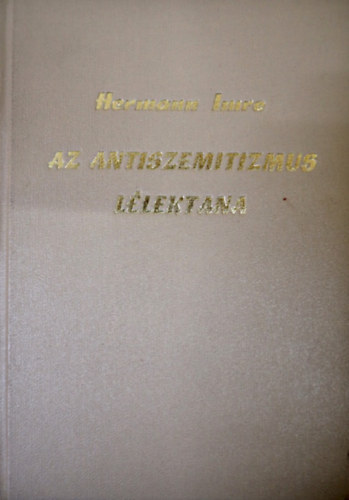 Hermann Imre
AZ ANTISZEMITIZMUS
LÉLEKTANA